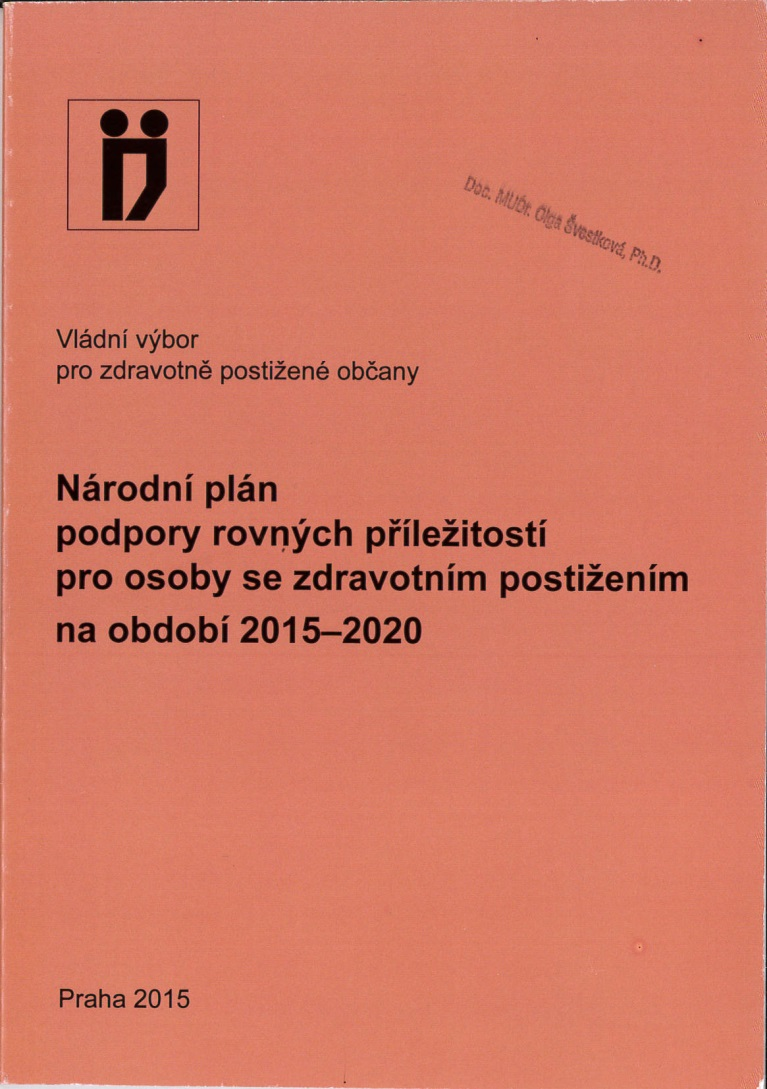 Doc. MUDr. Olga Švestková, Ph.D.
Vládní výbor
pro zdravotně postižené občany
Národní plán
podpory rovných příležitostí
pro osoby se zdravotním postižením
na období 2015–2020
Praha 2015